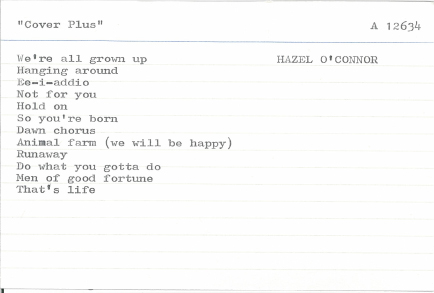 "Cover Plus" A 12634
We're all grown up HAZEL O'CONNOR
Hanging around
Ee-i-addio
Not for you
Hold on
So you're born
Dawn chorus
Animal farm (we will be happy)
Runaway
Do what you gotta do
Men of good fortune
That's life